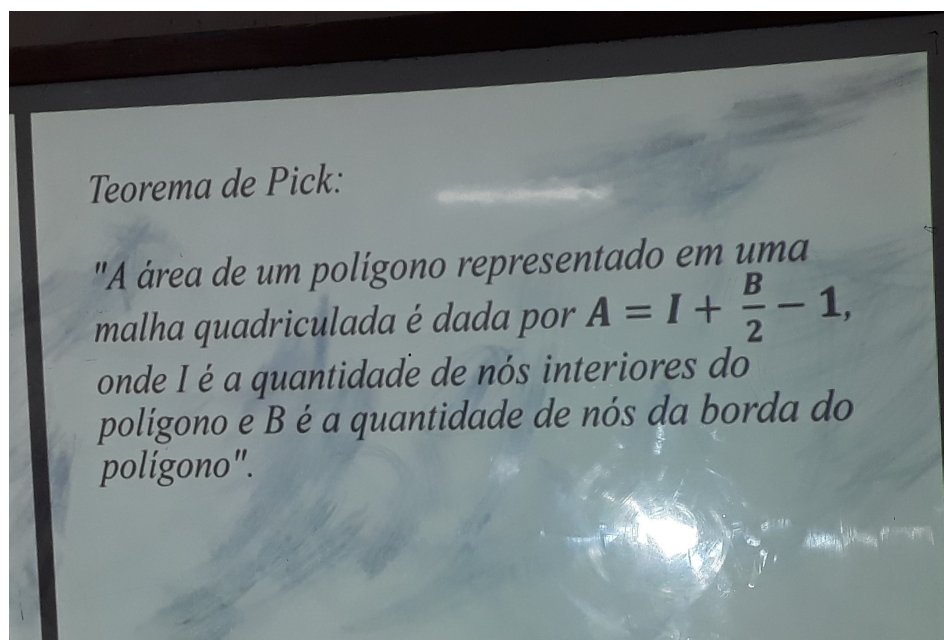 Teorema de Pick:
"A área de um polígono representado em uma
malha quadriculada é dada por A = I + B/2 − 1,
onde I é a quantidade de nós interiores do
polígono e B é a quantidade de nós da borda do
polígono".